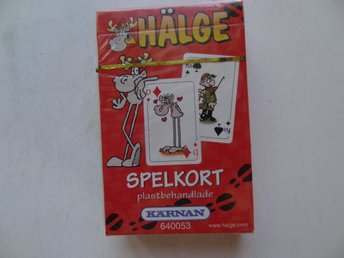 HÄLGE
D
D
SPELKORT
plastbehandlade
KÄRNAN
640053
www.halge.com